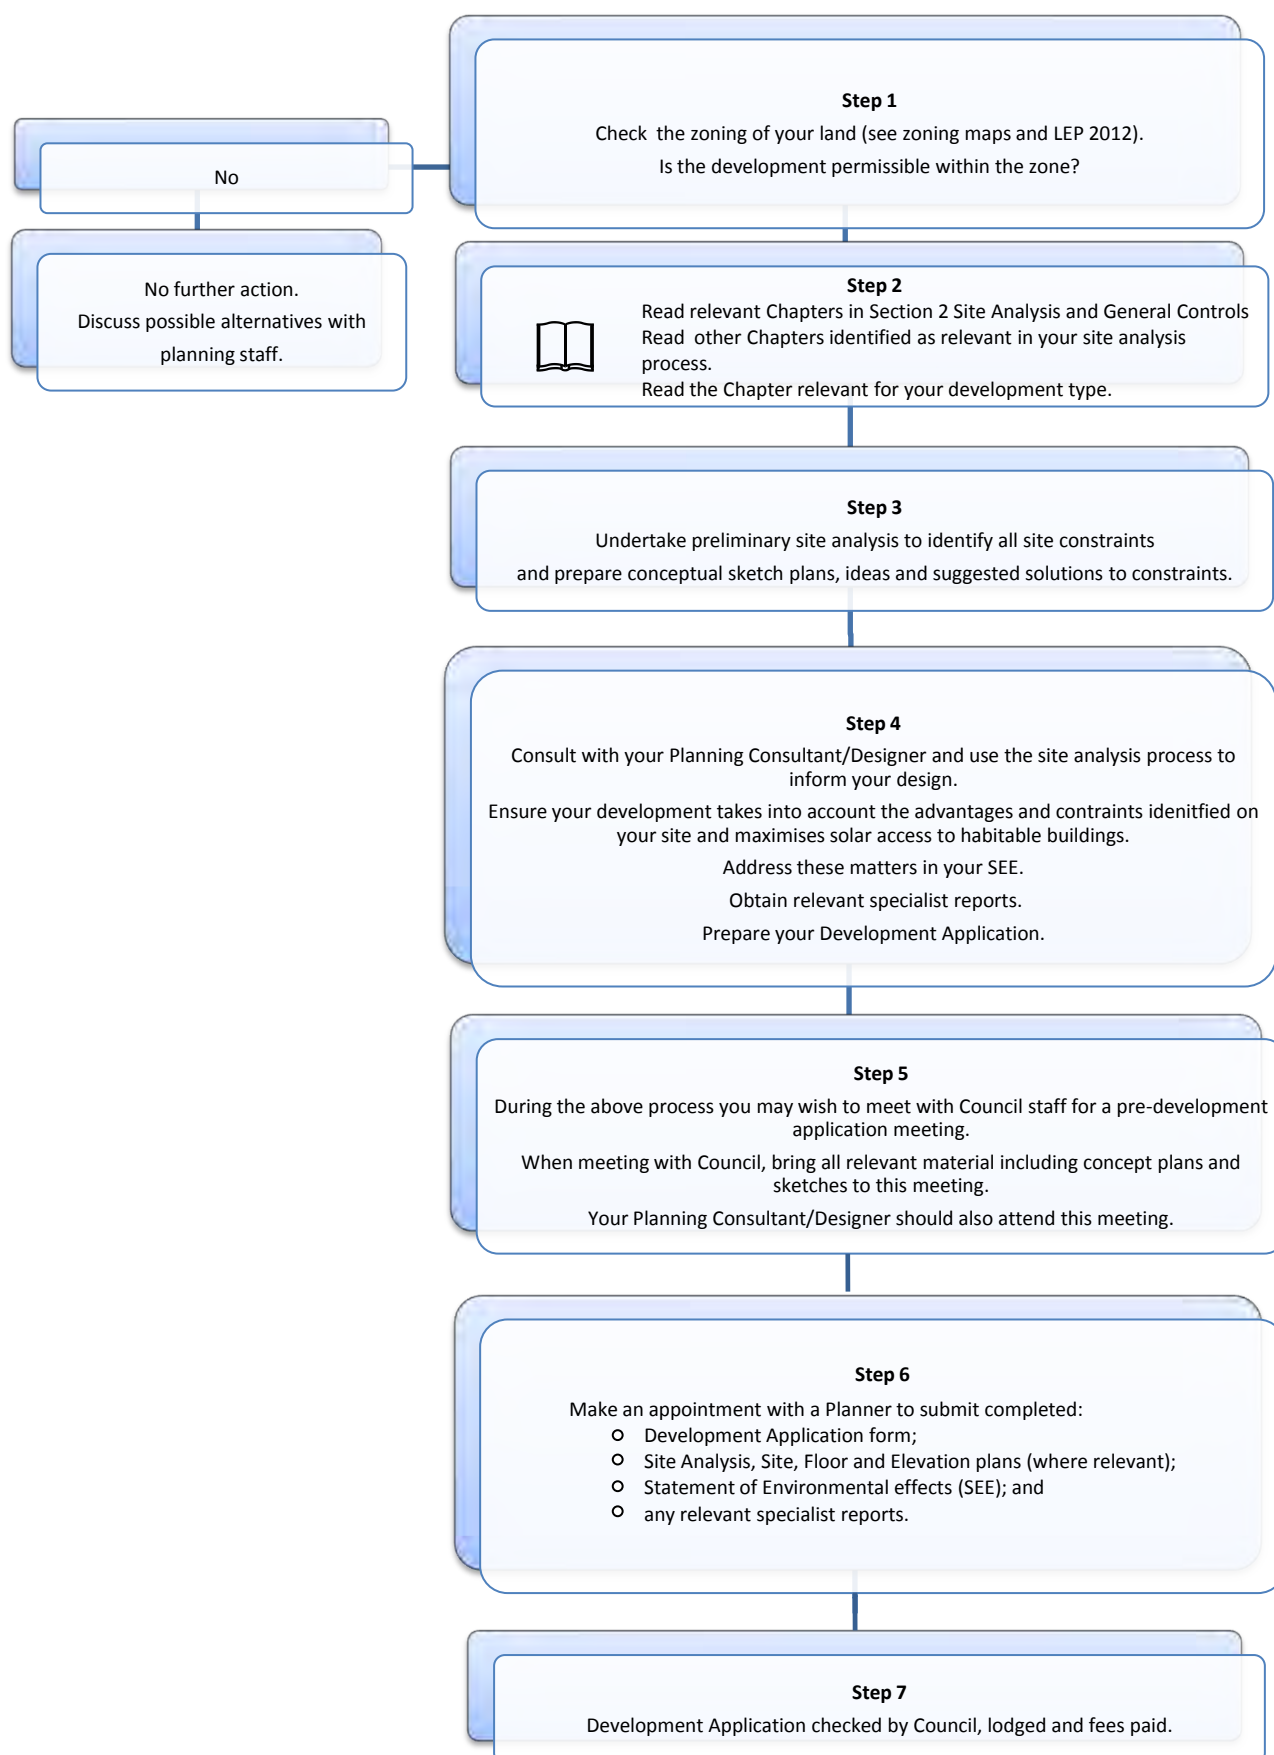 Step 1
Check the zoning of your land (see zoning maps and LEP 2012).
Is the development permissible within the zone?
No
No further action.
Discuss possible alternatives with
planning staff.
Step 2
Read relevant Chapters in Section 2 Site Analysis and General Controls
Read other Chapters identified as relevant in your site analysis
process.
Read the Chapter relevant for your development type.
Step 3
Undertake preliminary site analysis to identify all site constraints
and prepare conceptual sketch plans, ideas and suggested solutions to constraints.
Step 4
Consult with your Planning Consultant/Designer and use the site analysis process to
inform your design.
Ensure your development takes into account the advantages and contraints idenitfied on
your site and maximises solar access to habitable buildings.
Address these matters in your SEE.
Obtain relevant specialist reports.
Prepare your Development Application.
Step 5
During the above process you may wish to meet with Council staff for a pre-development
application meeting.
When meeting with Council, bring all relevant material including concept plans and
sketches to this meeting.
Your Planning Consultant/Designer should also attend this meeting.
Step 6
Make an appointment with a Planner to submit completed:
o Development Application form;
o Site Analysis, Site, Floor and Elevation plans (where relevant);
o Statement of Environmental effects (SEE); and
o any relevant specialist reports.
Step 7
Development Application checked by Council, lodged and fees paid.